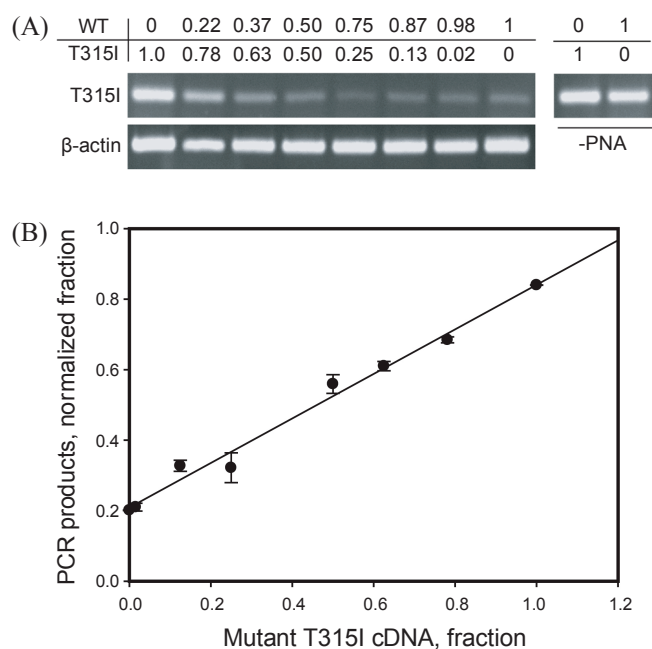 (A)
WT 0 0.22 0.37 0.50 0.75 0.87 0.98 1 0 1
T315I 1.0 0.78 0.63 0.50 0.25 0.13 0.02 0 1 0
T315I
β-actin
-PNA
(B)
1.0
0.8
0.6
0.4
0.2
0.0
PCR products, normalized fraction
0.0 0.2 0.4 0.6 0.8 1.0 1.2
Mutant T315I cDNA, fraction